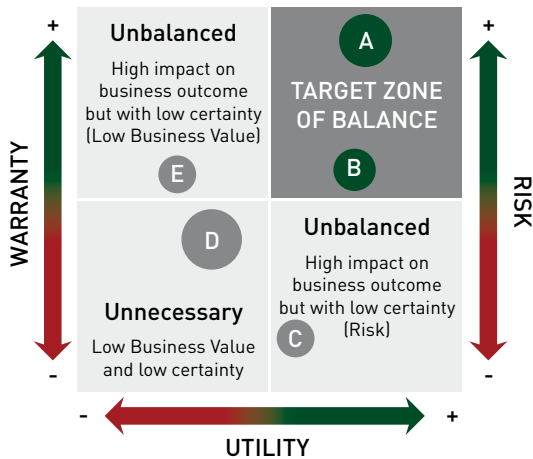 +
+
Unbalanced
High impact on
business outcome
but with low certainty
(Low Business Value)
E
A
TARGET ZONE
OF BALANCE
B
WARRANTY
RISK
D
Unnecessary
Low Business Value
and low certainty
Unbalanced
High impact on
business outcome
but with low certainty
(Risk)
C
-
-
-
+
UTILITY